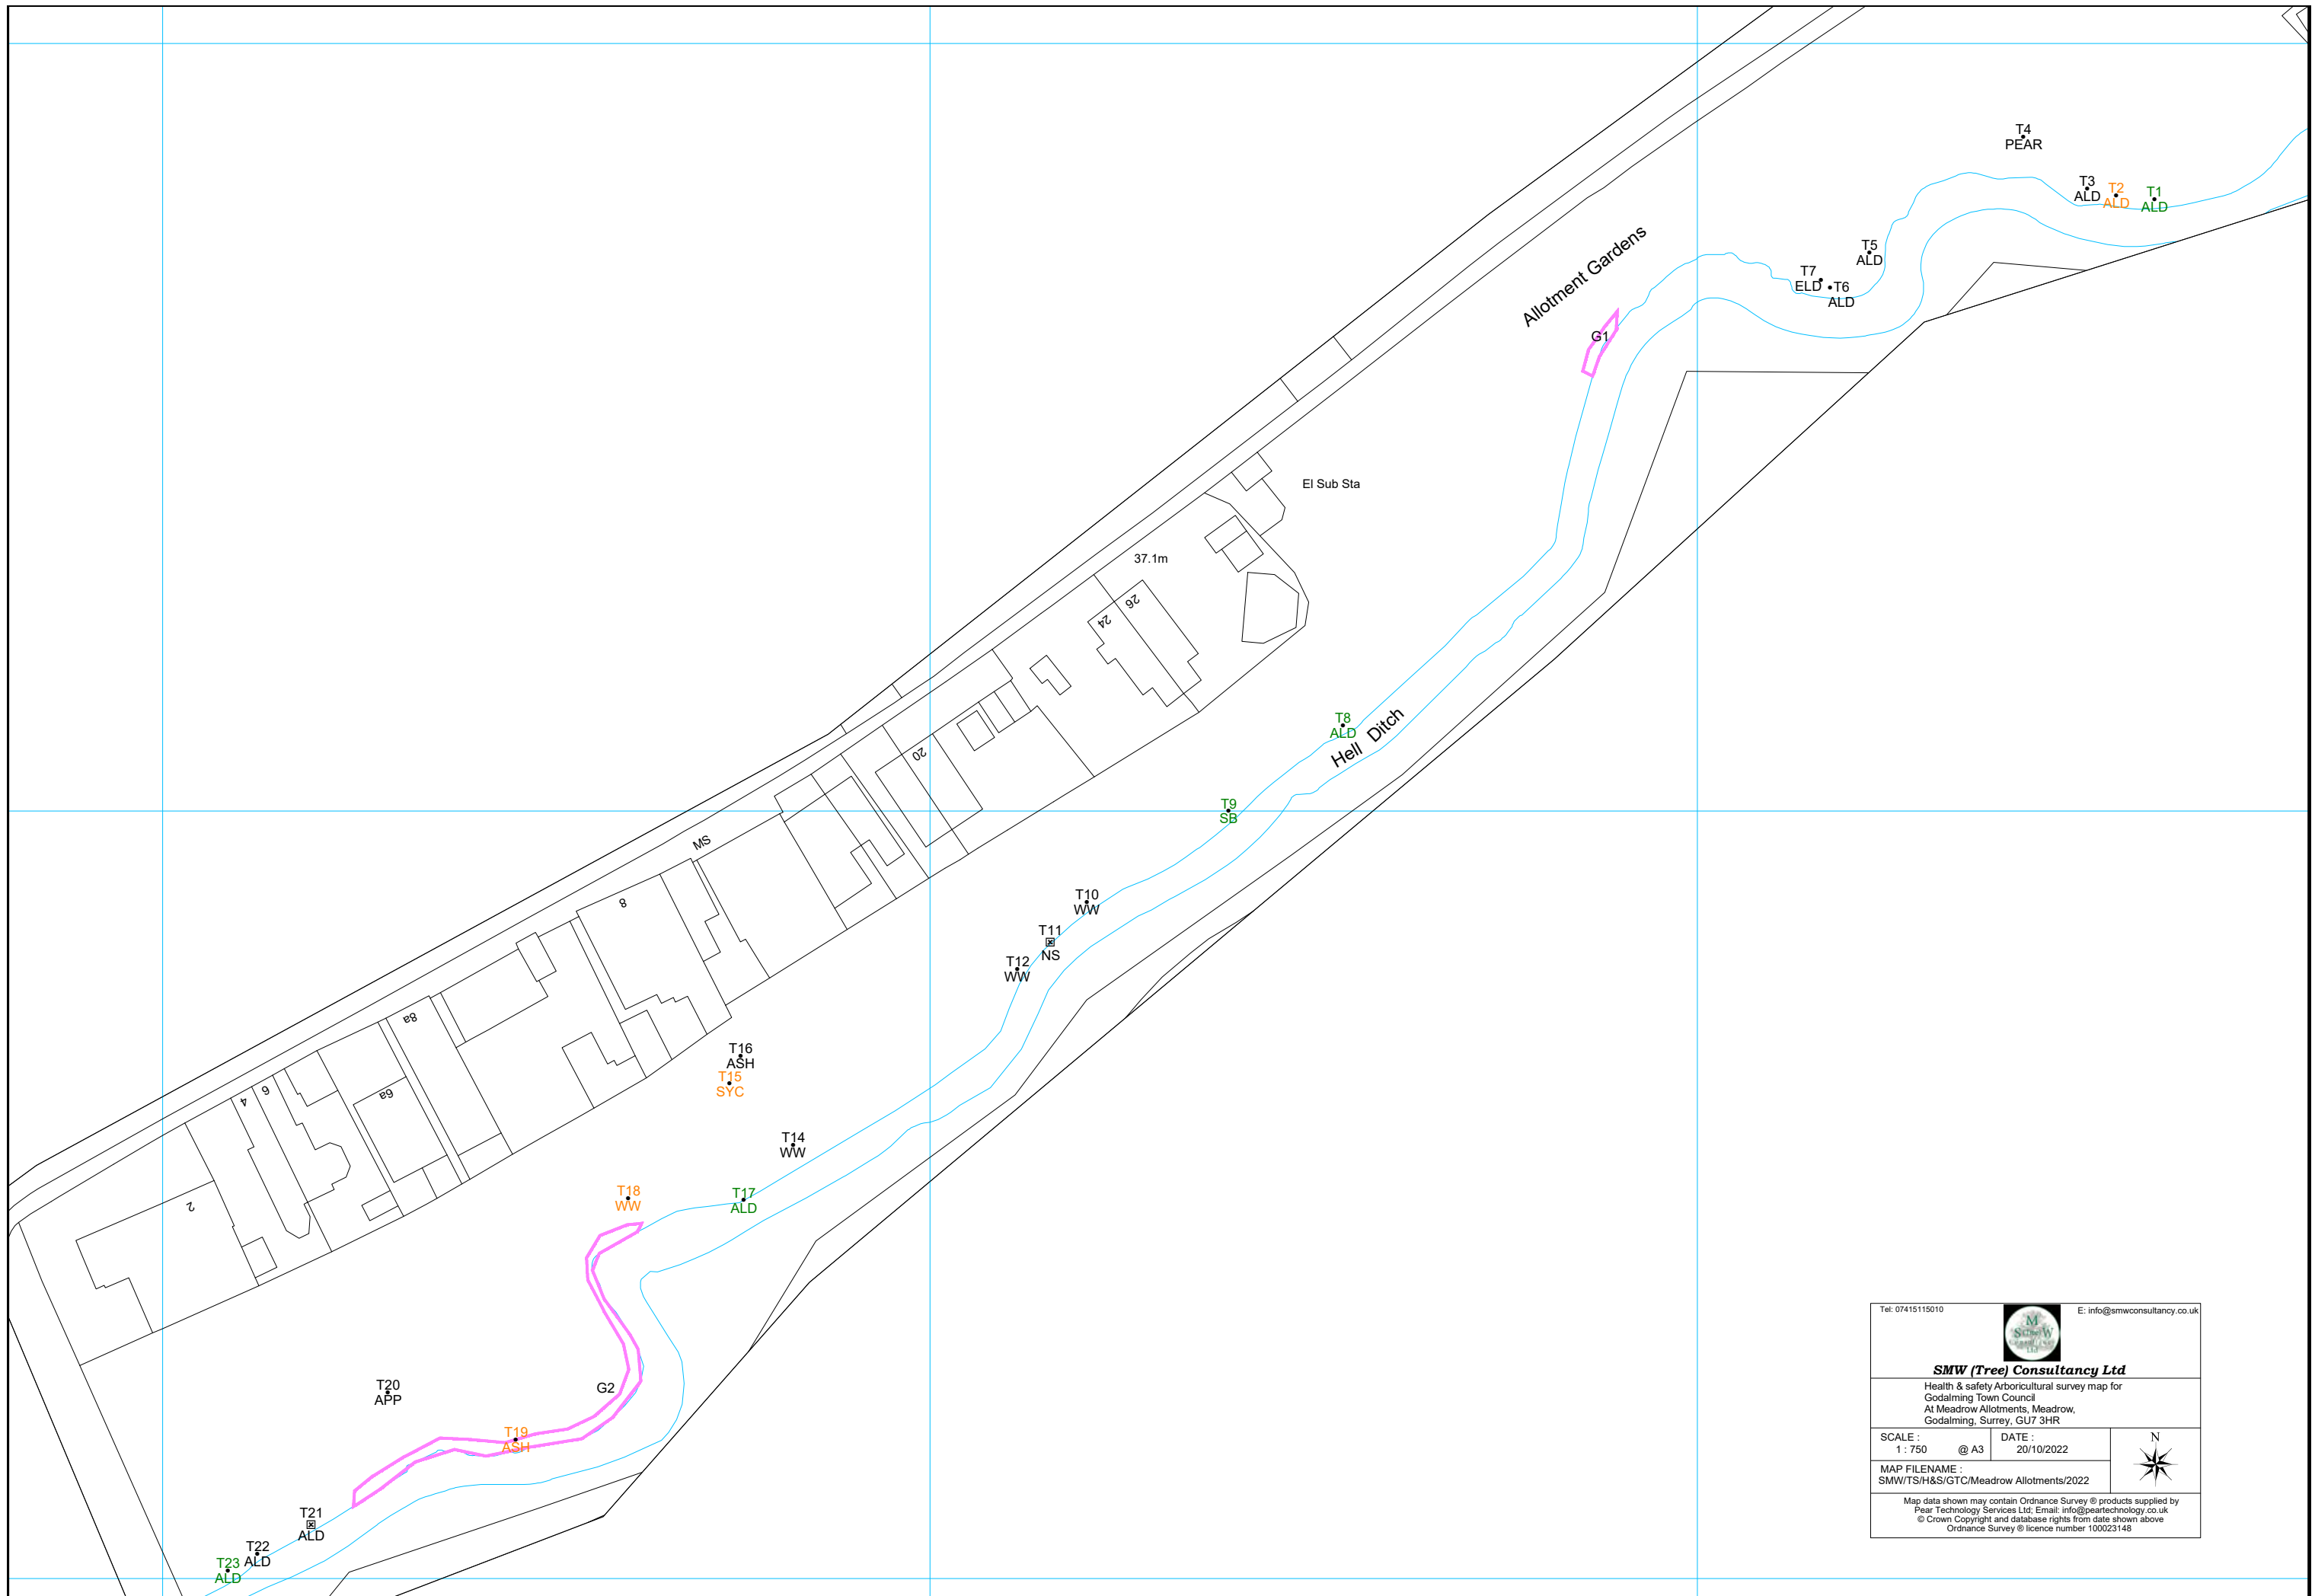 T4
PEAR
T3
ALD
T2
ALD
T1
ALD
T5
ALD
T7
ELD
T6
ALD
Allotment Gardens
G1
El Sub Sta
37.1m
26
24
T8
ALD
Hell Ditch
20
T9
SB
MS
8
T10
WW
T11
NS
T12
WW
8a
T16
ASH
T15
SYC
6a
6
4
T14
WW
2
T18
WW
T17
ALD
G2
T20
APP
T19
ASH
T21
ALD
T22
ALD
T23
ALD
Tel: 07415115010
E: info@smwconsultancy.co.uk
SMW (Tree) Consultancy Ltd
Health & safety Arboricultural survey map for
Godalming Town Council
At Meadrow Allotments, Meadrow,
Godalming, Surrey, GU7 3HR
SCALE :
1 : 750 @ A3
DATE :
20/10/2022
N
MAP FILENAME :
SMW/TS/H&S/GTC/Meadrow Allotments/2022
Map data shown may contain Ordnance Survey ® products supplied by
Pear Technology Services Ltd; Email: info@peartechnology.co.uk
© Crown Copyright and database rights from date shown above
Ordnance Survey ® licence number 100023148